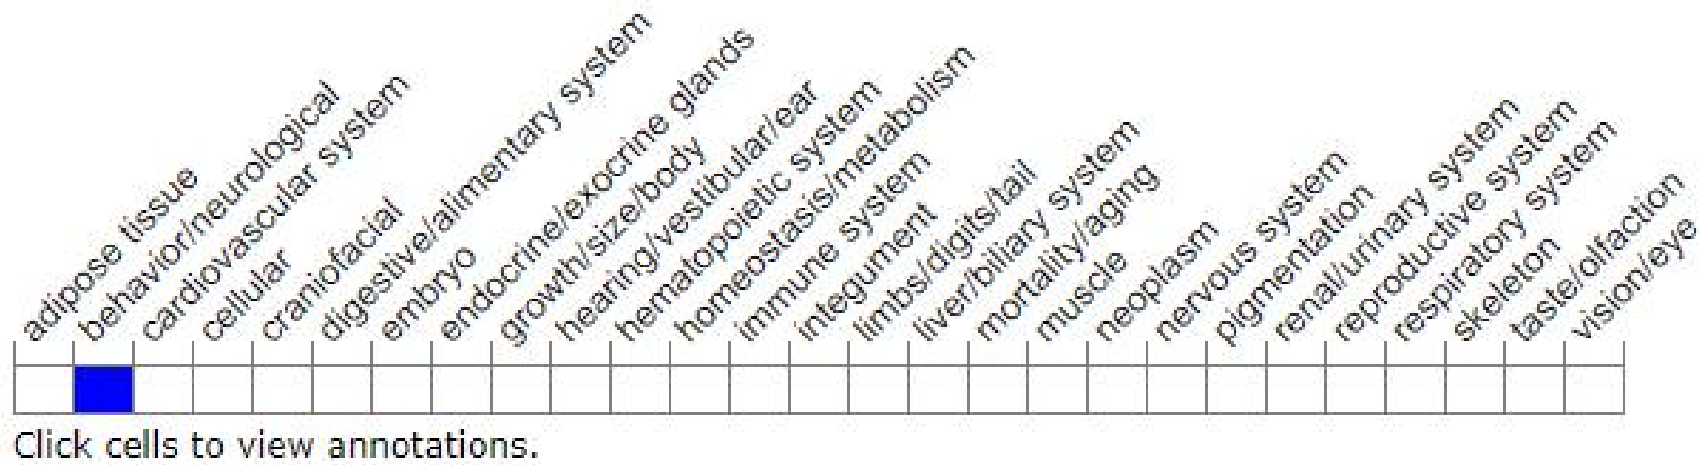 adipose tissue
behavior/neurological
cardiovascular system
cellular
craniofacial
digestive/alimentary system
embryo
endocrine/exocrine glands
growth/size/body
hearing/vestibular/ear
hematopoietic system
homeostasis/metabolism
immune system
integument
limbs/digits/tail
liver/biliary system
mortality/aging
muscle
neoplasm
nervous system
pigmentation
renal/urinary system
reproductive system
respiratory system
skeleton
taste/olfaction
vision/eye
Click cells to view annotations.